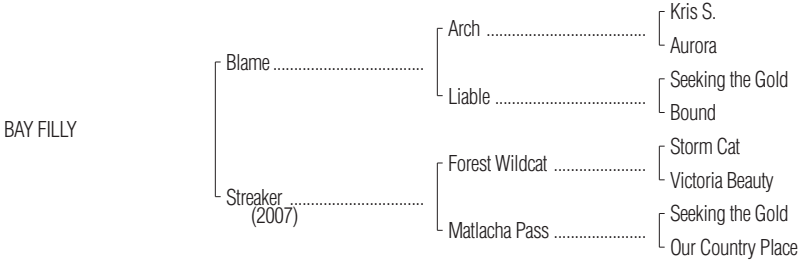 Kris S.
Arch ......................................
Aurora
Blame ....................................
Seeking the Gold
Liable ......................................
Bound
BAY FILLY
Storm Cat
Forest Wildcat ......................
Victoria Beauty
Streaker ................................
(2007)
Seeking the Gold
Matlacha Pass ......................
Our Country Place